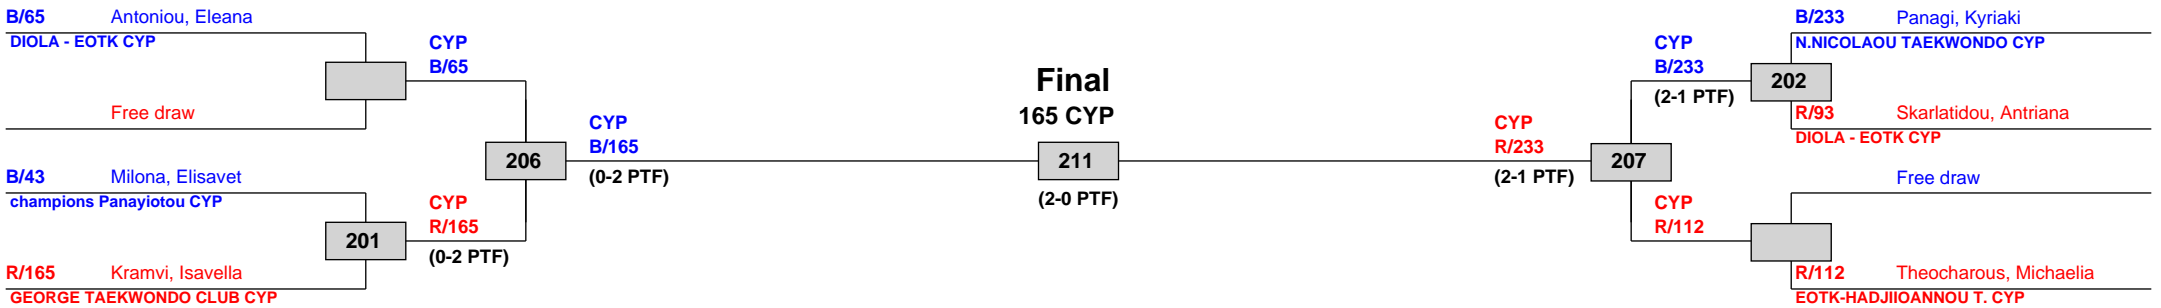 B/65 Antoniou, Eleana
DIOLA - EOTK CYP
CYP
B/65
Free draw
CYP
B/165
(0-2 PTF)
206
B/43 Milona, Elisavet
champions Panayiotou CYP
CYP
R/165
(0-2 PTF)
201
R/165 Kramvi, Isavella
GEORGE TAEKWONDO CLUB CYP
Final
165 CYP
211
(2-0 PTF)
B/233 Panagi, Kyriaki
N.NICOLAOU TAEKWONDO CYP
CYP
B/233
(2-1 PTF)
202
R/93 Skarlatidou, Antriana
DIOLA - EOTK CYP
CYP
R/233
(2-1 PTF)
207
Free draw
CYP
R/112
R/112 Theocharous, Michaelia
EOTK-HADJIIOANNOU T. CYP